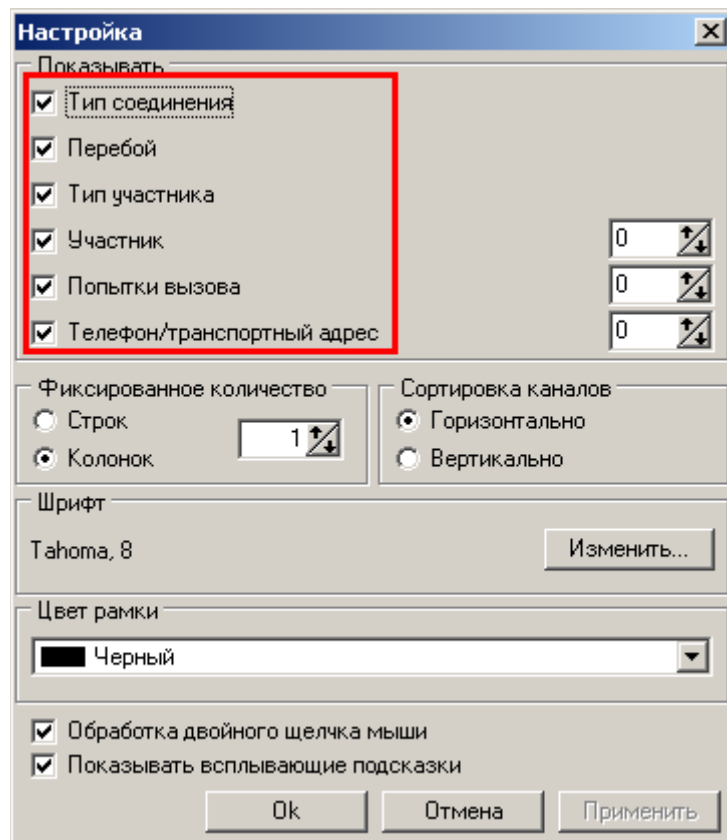 Настройка
Показывать
Тип соединения
Перебой
Тип участника
Участник 0
Попытки вызова 0
Телефон/транспортный адрес 0
Фиксированное количество
Строк
Колонок
1
Сортировка каналов
Горизонтально
Вертикально
Шрифт
Tahoma, 8 Изменить...
Цвет рамки
Черный
Обработка двойного щелчка мыши
Показывать всплывающие подсказки
Ok Отмена Применить